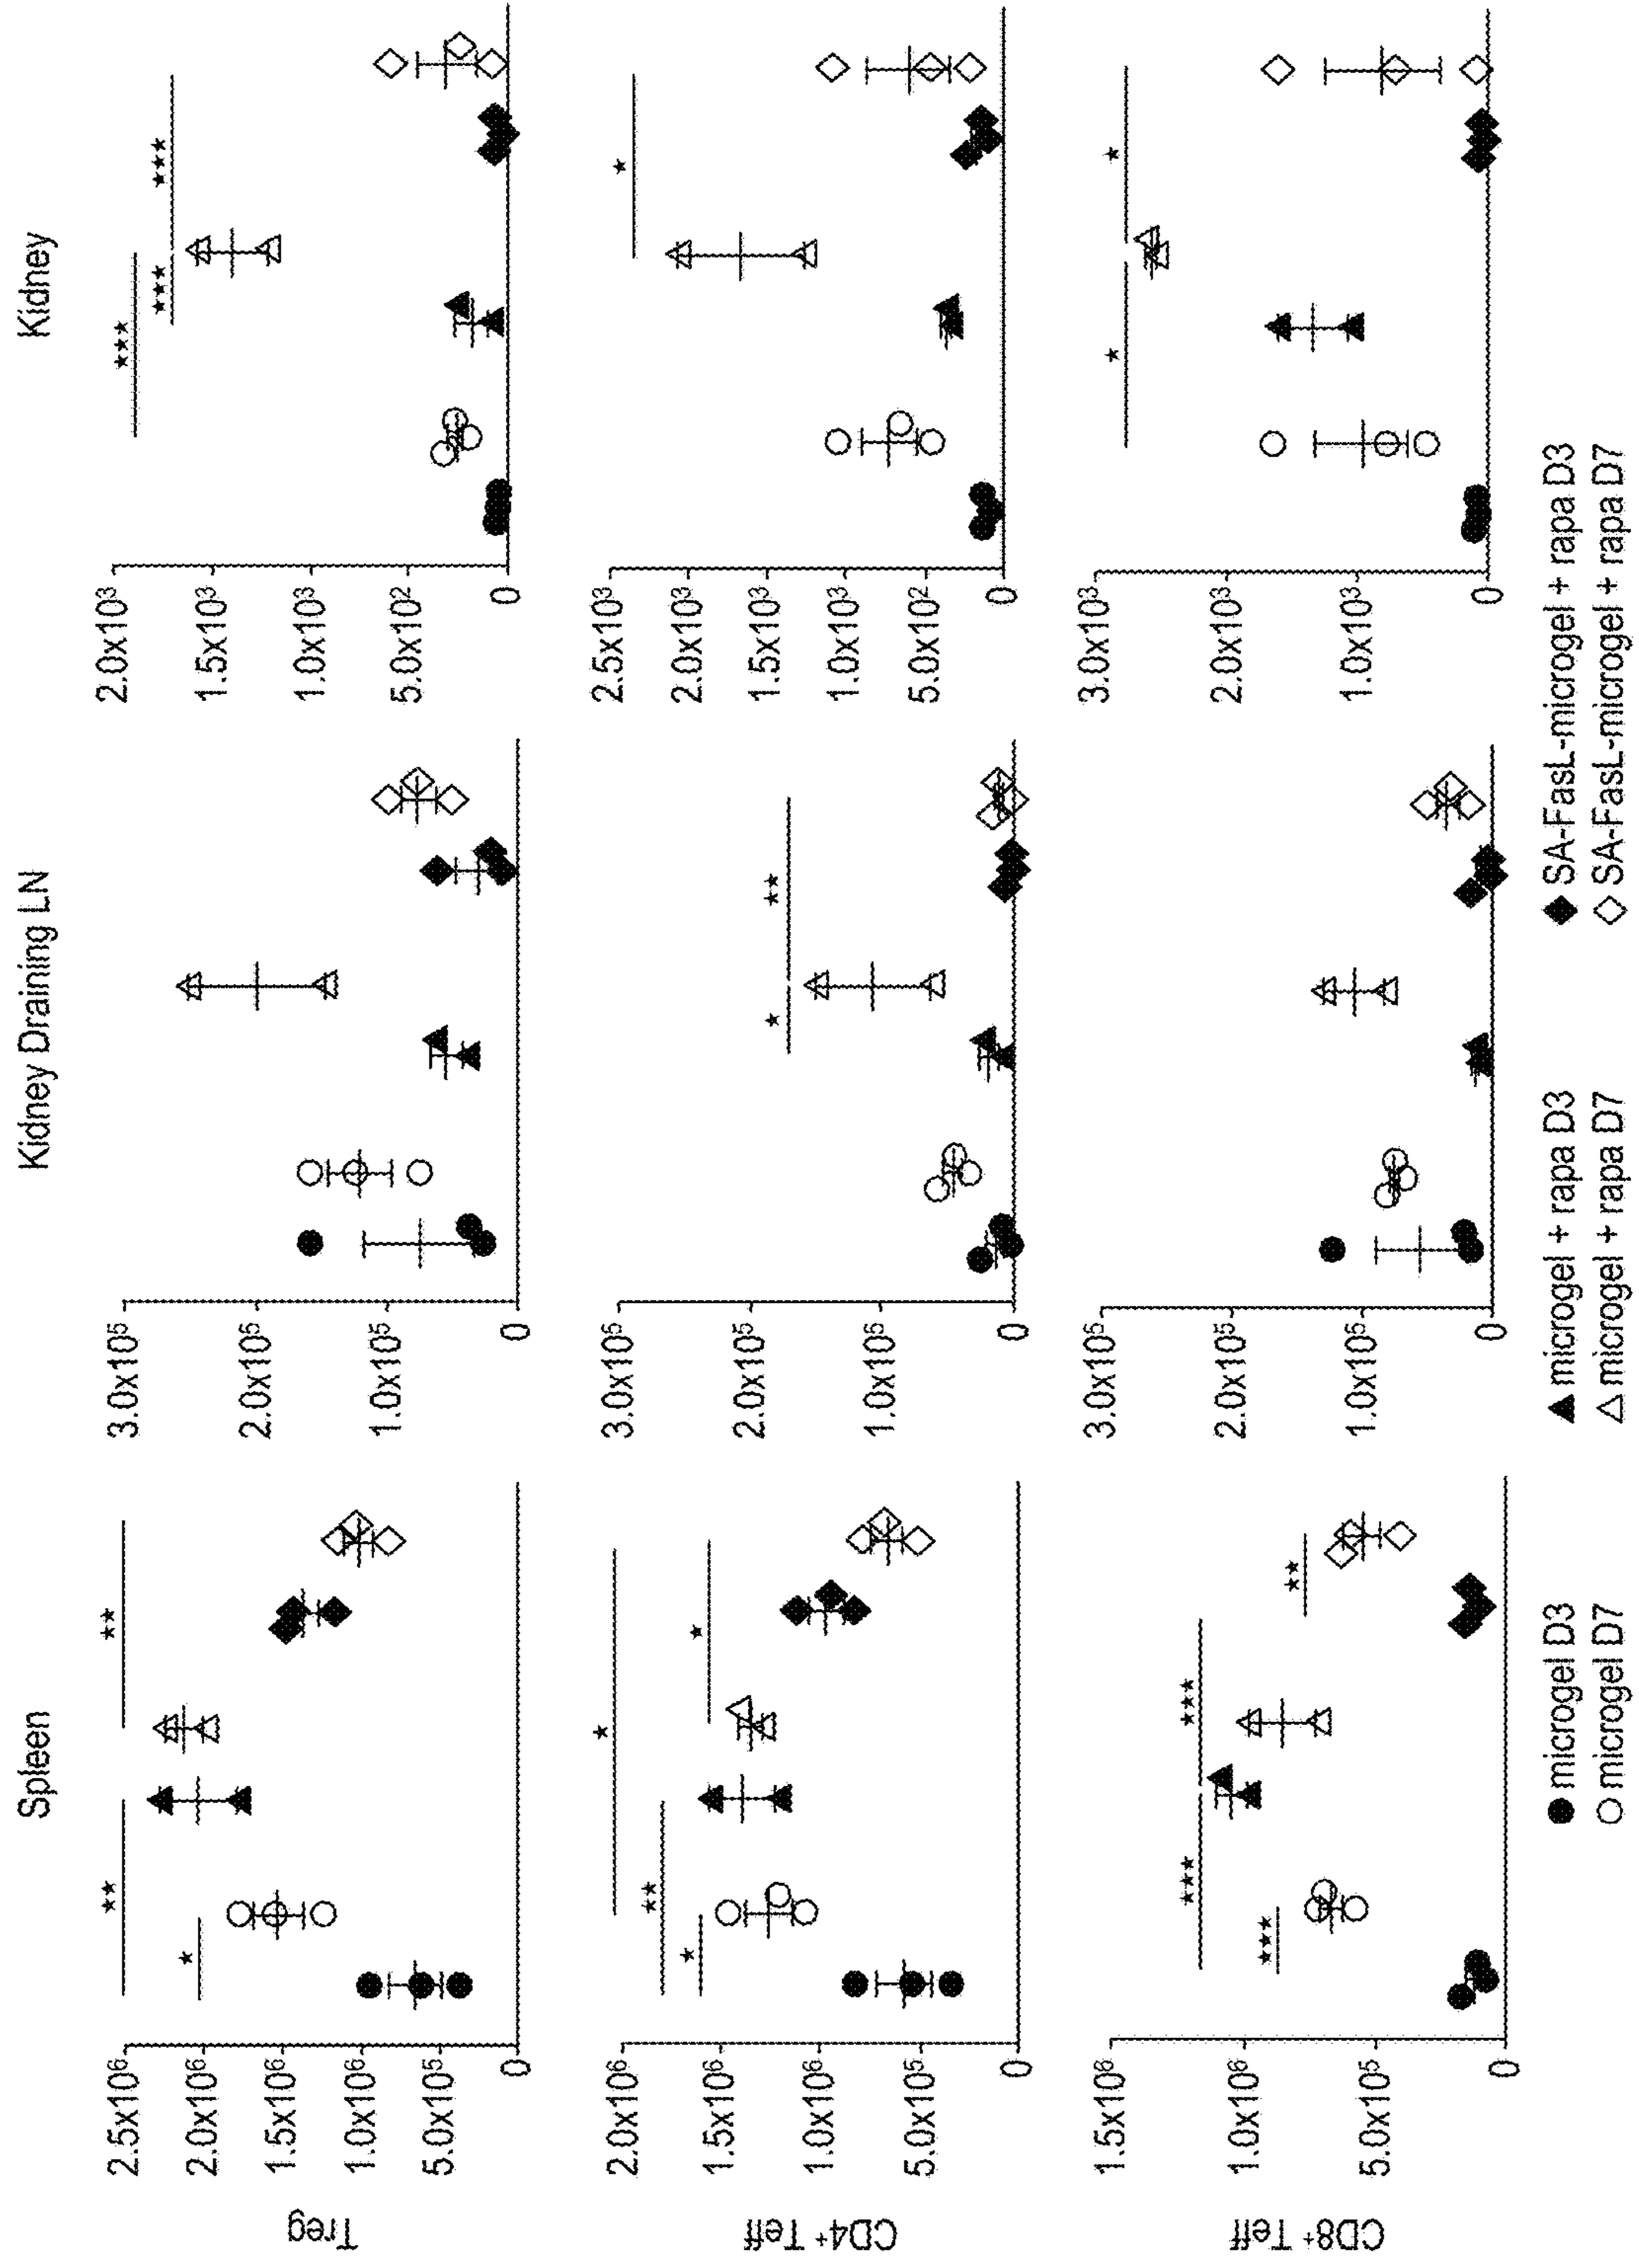 Spleen
Kidney Draining LN
Kidney
Treg
2.5x10⁶
2.0x10⁶
1.5x10⁶
1.0x10⁶
5.0x10⁵
0
**
**
*
3.0x10⁵
2.0x10⁵
1.0x10⁵
0
2.0x10³
1.5x10³
1.0x10³
5.0x10²
0
***
***
***
CD4⁺ Teff
2.0x10⁶
1.5x10⁶
1.0x10⁶
5.0x10⁵
0
*
**
*
*
3.0x10⁵
2.0x10⁵
1.0x10⁵
0
*
**
2.5x10³
2.0x10³
1.5x10³
1.0x10³
5.0x10²
0
*
CD8⁺ Teff
1.5x10⁶
1.0x10⁶
5.0x10⁵
0
***
***
***
**
3.0x10⁵
2.0x10⁵
1.0x10⁵
0
3.0x10³
2.0x10³
1.0x10³
0
*
*
microgel D3
microgel D7
microgel + rapa D3
microgel + rapa D7
SA-FasL-microgel + rapa D3
SA-FasL-microgel + rapa D7